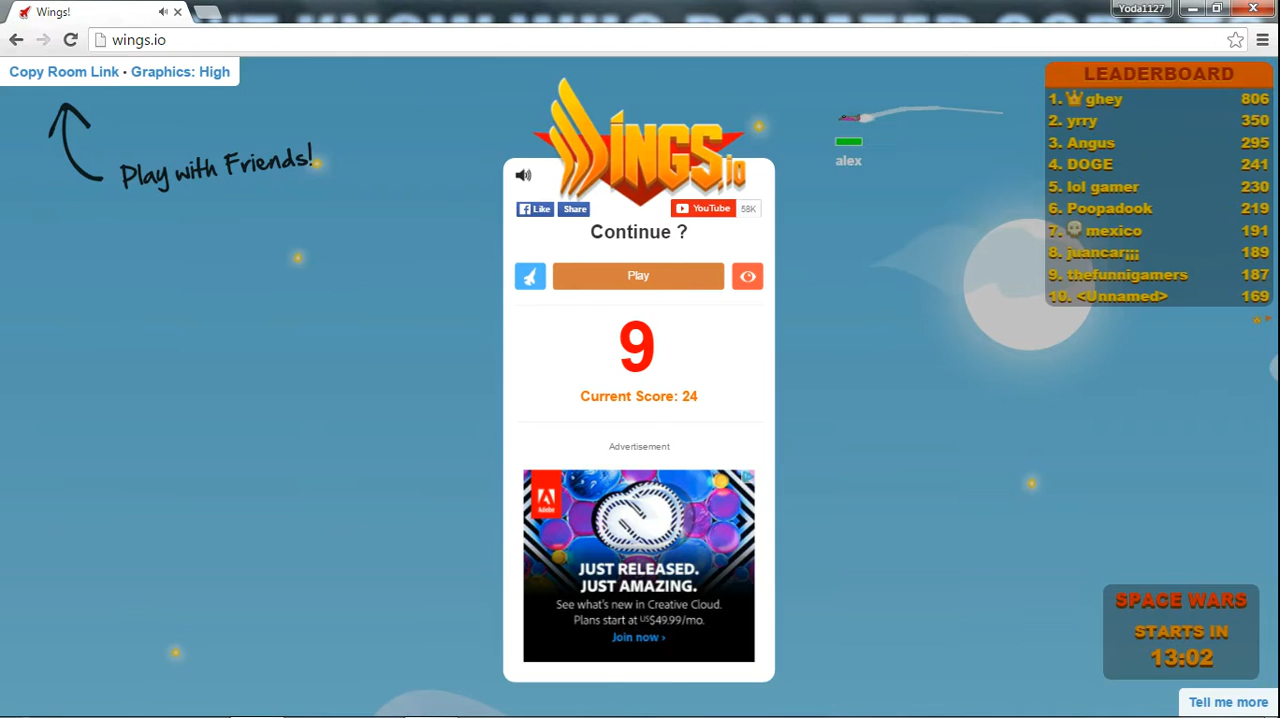 Wings!
Yoda1127
wings.io
Copy Room Link • Graphics: High
Play with Friends!
WiNGS.io
Like
Share
YouTube
58K
Continue ?
Play
9
Current Score: 24
Advertisement
Adobe
JUST RELEASED.
JUST AMAZING.
See what's new in Creative Cloud.
Plans start at US$49.99/mo.
Join now ›
alex
LEADERBOARD
1. ghey 806
2. yrry 350
3. Angus 295
4. DOGE 241
5. lol gamer 230
6. Poopadook 219
7. mexico 191
8. juancar¡¡¡ 189
9. thefunnigamers 187
10. <Unnamed> 169
SPACE WARS
STARTS IN
13:02
Tell me more